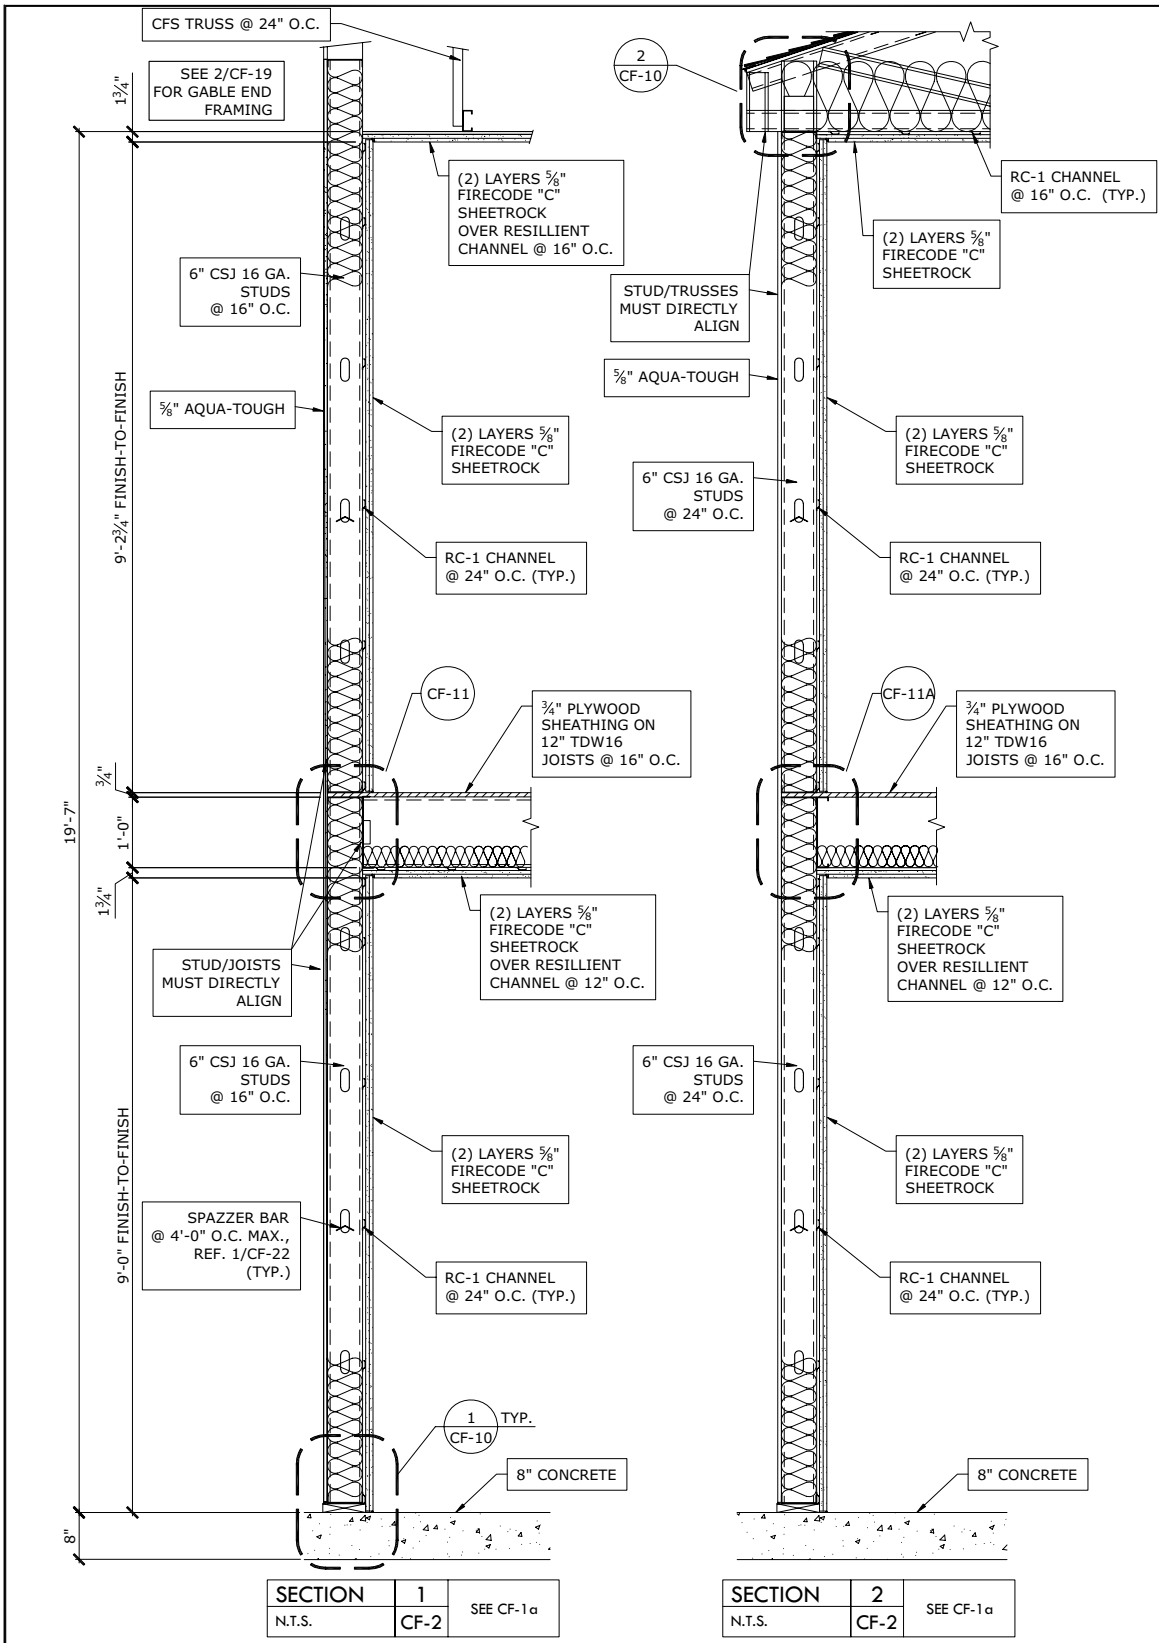 CFS TRUSS @ 24" O.C.
SEE 2/CF-19
FOR GABLE END
FRAMING
1¾"
(2) LAYERS ⅝"
FIRECODE "C"
SHEETROCK
OVER RESILLIENT
CHANNEL @ 16" O.C.
6" CSJ 16 GA.
STUDS
@ 16" O.C.
⅝" AQUA-TOUGH
9'-2¾" FINISH-TO-FINISH
(2) LAYERS ⅝"
FIRECODE "C"
SHEETROCK
RC-1 CHANNEL
@ 24" O.C. (TYP.)
CF-11
¾" PLYWOOD
SHEATHING ON
12" TDW16
JOISTS @ 16" O.C.
¾"
19'-7"
1'-0"
1¾"
(2) LAYERS ⅝"
FIRECODE "C"
SHEETROCK
OVER RESILLIENT
CHANNEL @ 12" O.C.
STUD/JOISTS
MUST DIRECTLY
ALIGN
6" CSJ 16 GA.
STUDS
@ 16" O.C.
9'-0" FINISH-TO-FINISH
(2) LAYERS ⅝"
FIRECODE "C"
SHEETROCK
SPAZZER BAR
@ 4'-0" O.C. MAX.,
REF. 1/CF-22
(TYP.)
RC-1 CHANNEL
@ 24" O.C. (TYP.)
1
CF-10
TYP.
8" CONCRETE
8"
SECTION 1
N.T.S. CF-2
SEE CF-1a
2
CF-10
RC-1 CHANNEL
@ 16" O.C. (TYP.)
(2) LAYERS ⅝"
FIRECODE "C"
SHEETROCK
STUD/TRUSSES
MUST DIRECTLY
ALIGN
⅝" AQUA-TOUGH
(2) LAYERS ⅝"
FIRECODE "C"
SHEETROCK
6" CSJ 16 GA.
STUDS
@ 24" O.C.
RC-1 CHANNEL
@ 24" O.C. (TYP.)
CF-11A
¾" PLYWOOD
SHEATHING ON
12" TDW16
JOISTS @ 16" O.C.
(2) LAYERS ⅝"
FIRECODE "C"
SHEETROCK
OVER RESILLIENT
CHANNEL @ 12" O.C.
6" CSJ 16 GA.
STUDS
@ 24" O.C.
(2) LAYERS ⅝"
FIRECODE "C"
SHEETROCK
RC-1 CHANNEL
@ 24" O.C. (TYP.)
8" CONCRETE
SECTION 2
N.T.S. CF-2
SEE CF-1a